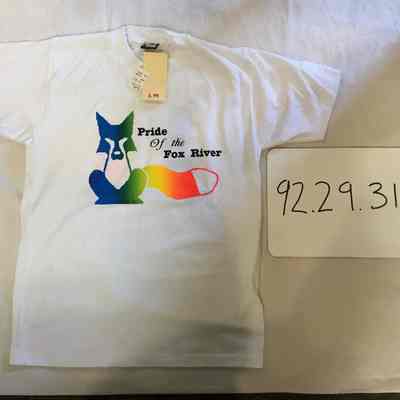 Pride
Of the
Fox River
92.29.31